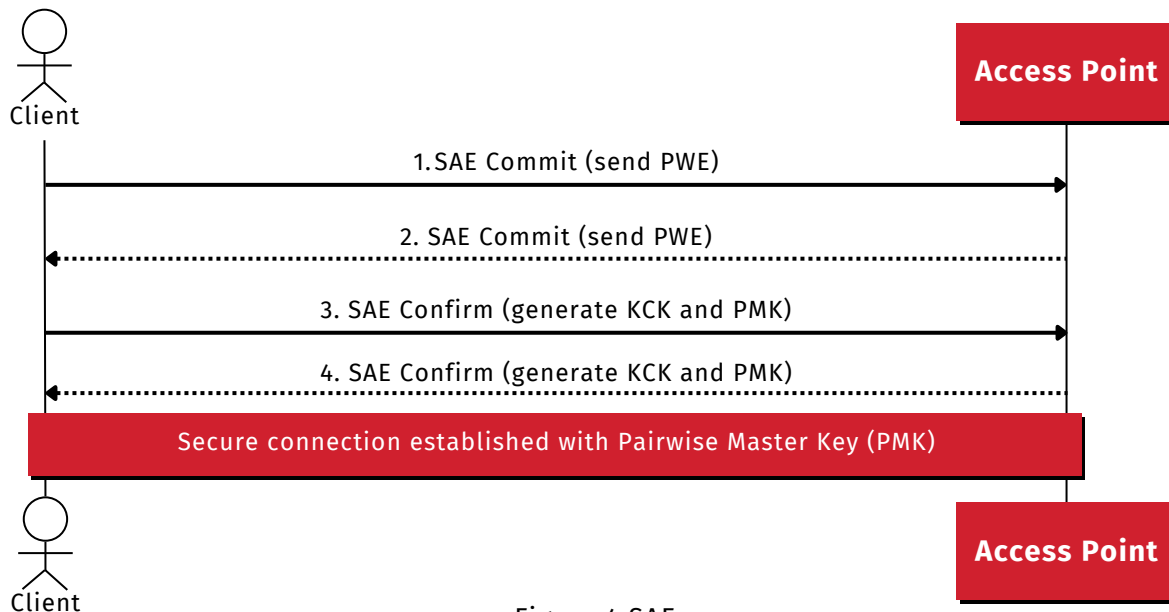 Access Point
Client
1.SAE Commit (send PWE)
2. SAE Commit (send PWE)
3. SAE Confirm (generate KCK and PMK)
4. SAE Confirm (generate KCK and PMK)
Secure connection established with Pairwise Master Key (PMK)
Access Point
Client
SAE